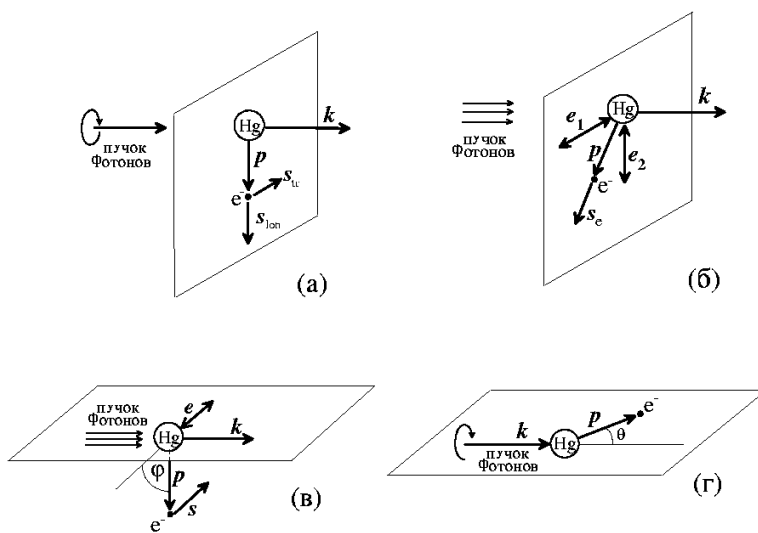 Hg
k
пучок
фотонов
p
e⁻
s_tr
s_lon
(а)
Hg
k
e₁
пучок
фотонов
p
e₂
e⁻
s_e
(б)
пучок
фотонов
e
Hg
k
φ
p
e⁻
s
(в)
e⁻
p
k
θ
Hg
пучок
фотонов
(г)